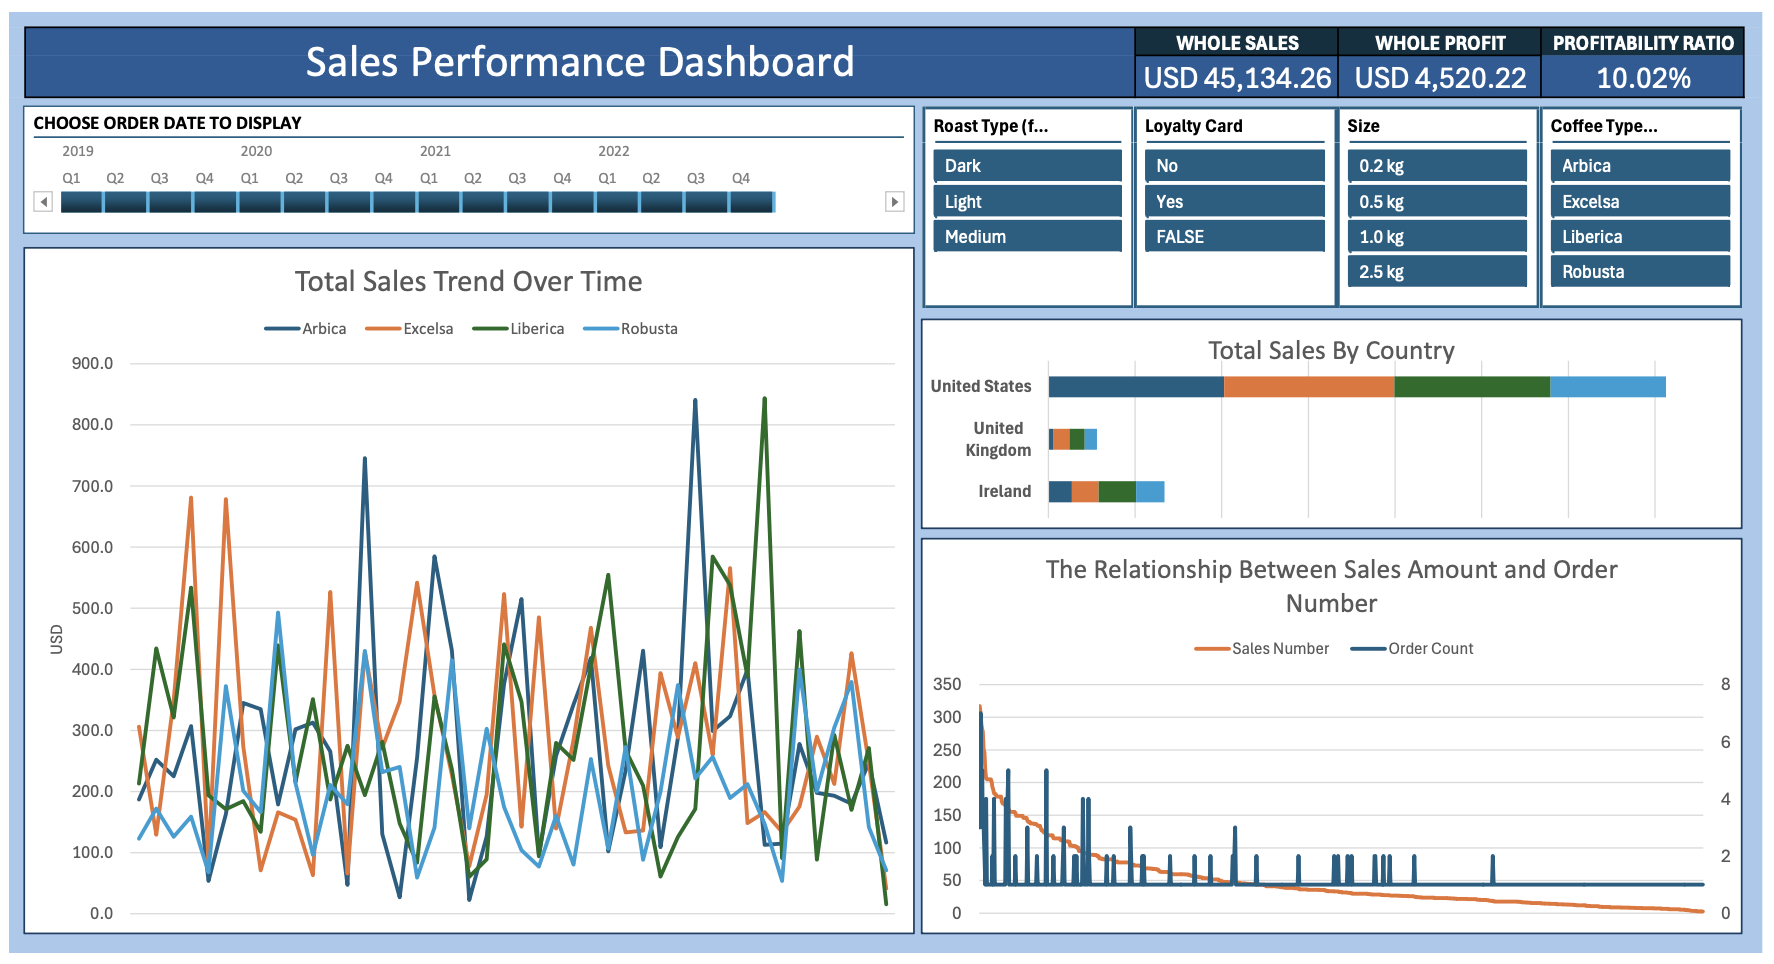 Sales Performance Dashboard
WHOLE SALES
USD 45,134.26
WHOLE PROFIT
USD 4,520.22
PROFITABILITY RATIO
10.02%
CHOOSE ORDER DATE TO DISPLAY
2019 2020 2021 2022
Q1 Q2 Q3 Q4 Q1 Q2 Q3 Q4 Q1 Q2 Q3 Q4 Q1 Q2 Q3 Q4
Roast Type (f...
Dark
Light
Medium
Loyalty Card
No
Yes
FALSE
Size
0.2 kg
0.5 kg
1.0 kg
2.5 kg
Coffee Type...
Arbica
Excelsa
Liberica
Robusta
Total Sales Trend Over Time
Arbica Excelsa Liberica Robusta
900.0
800.0
700.0
600.0
500.0
400.0
300.0
200.0
100.0
0.0
USD
Total Sales By Country
United States
United
Kingdom
Ireland
The Relationship Between Sales Amount and Order
Number
Sales Number Order Count
350
300
250
200
150
100
50
0
8
6
4
2
0